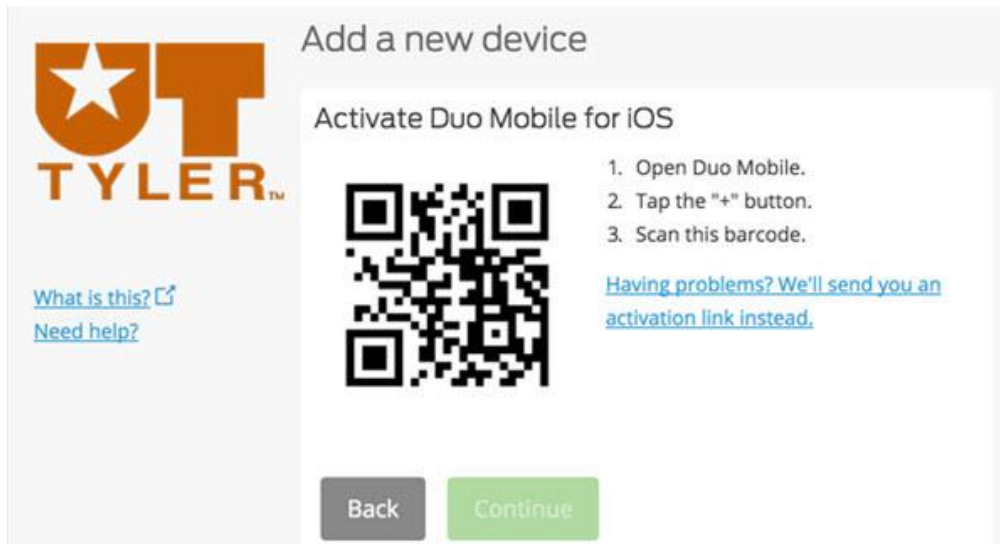 Add a new device
UT
TYLER™
What is this?
Need help?
Activate Duo Mobile for iOS
1. Open Duo Mobile.
2. Tap the "+" button.
3. Scan this barcode.
Having problems? We'll send you an
activation link instead.
Back
Continue